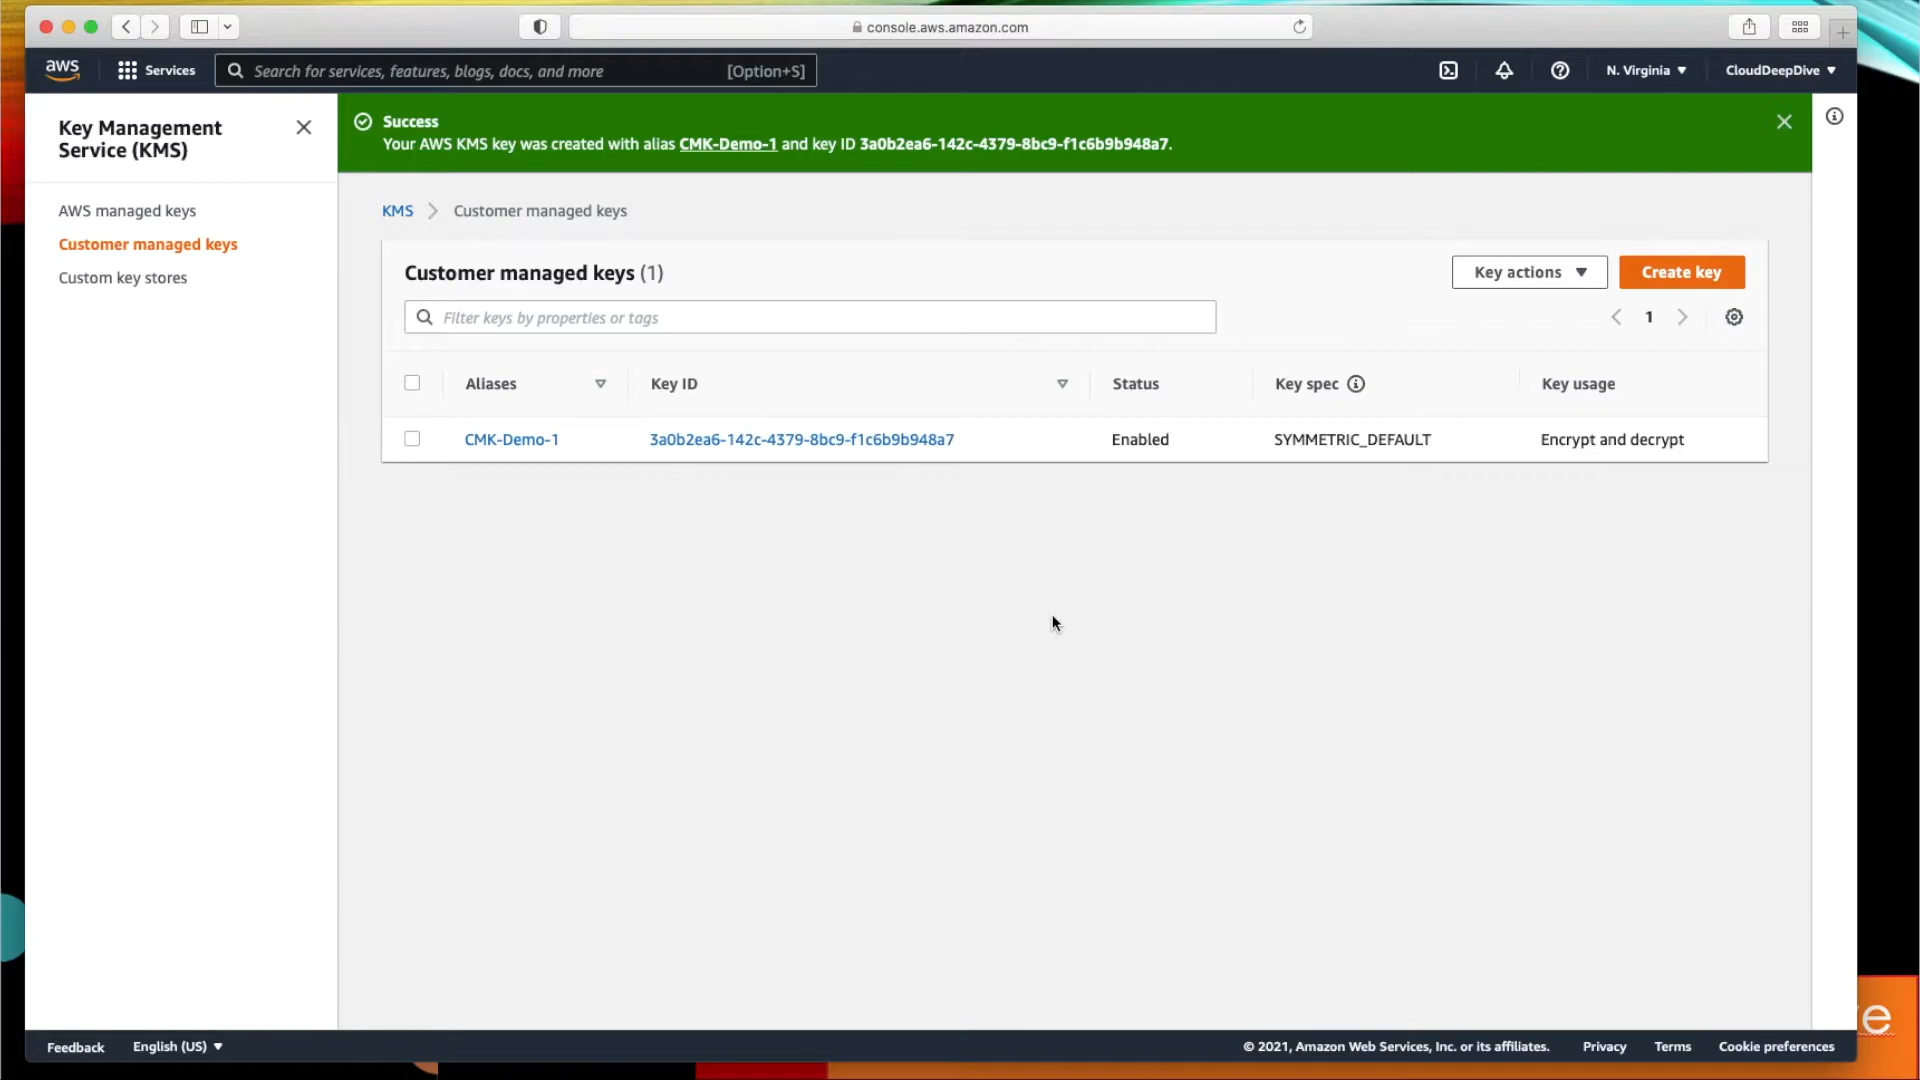 console.aws.amazon.com
aws
Services
Search for services, features, blogs, docs, and more
[Option+S]
N. Virginia
CloudDeepDive
Key Management
Service (KMS)
AWS managed keys
Customer managed keys
Custom key stores
Success
Your AWS KMS key was created with alias CMK-Demo-1 and key ID 3a0b2ea6-142c-4379-8bc9-f1c6b9b948a7.
KMS
Customer managed keys
Customer managed keys (1)
Key actions
Create key
Filter keys by properties or tags
1
Aliases
Key ID
Status
Key spec
Key usage
CMK-Demo-1
3a0b2ea6-142c-4379-8bc9-f1c6b9b948a7
Enabled
SYMMETRIC_DEFAULT
Encrypt and decrypt
e
Feedback
English (US)
© 2021, Amazon Web Services, Inc. or its affiliates.
Privacy
Terms
Cookie preferences